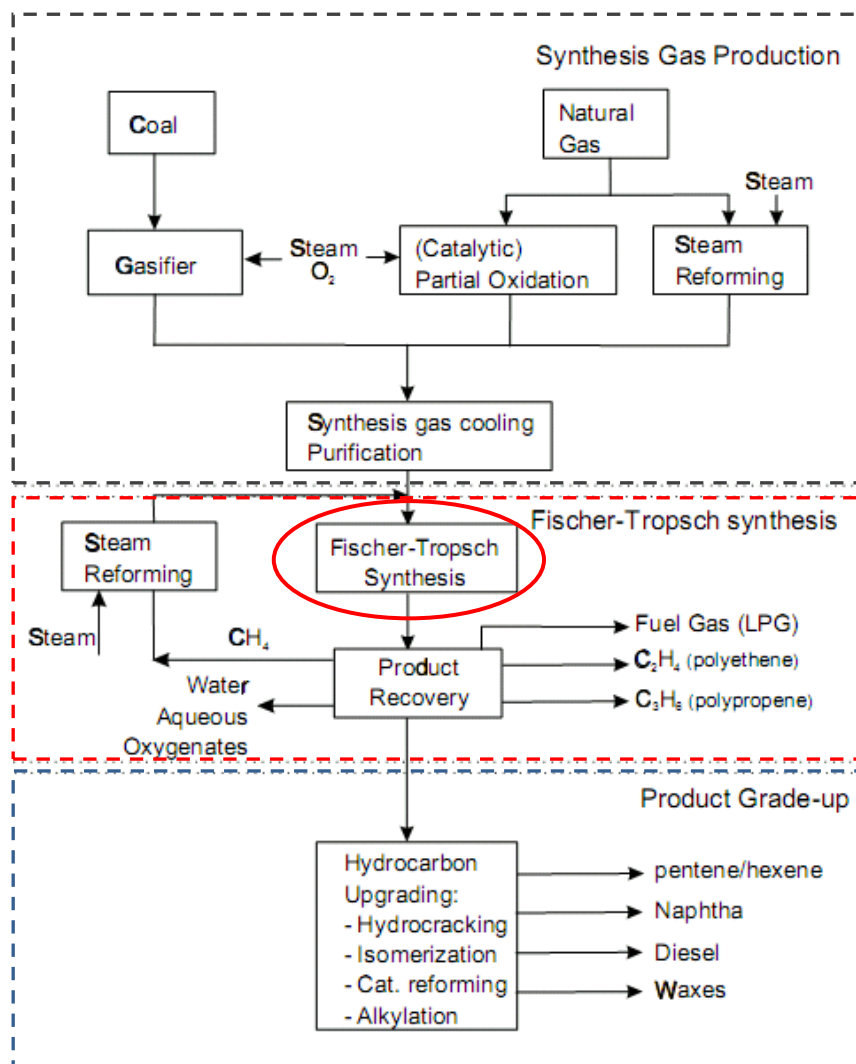 Synthesis Gas Production
Coal
Natural
Gas
Steam
Gasifier
Steam
O₂
(Catalytic)
Partial Oxidation
Steam
Reforming
Synthesis gas cooling
Purification
Fischer-Tropsch synthesis
Steam
Reforming
Fischer-Tropsch
Synthesis
Steam
CH₄
Product
Recovery
Fuel Gas (LPG)
C₂H₄ (polyethene)
C₃H₆ (polypropene)
Water
Aqueous
Oxygenates
Product Grade-up
Hydrocarbon
Upgrading:
- Hydrocracking
- Isomerization
- Cat. reforming
- Alkylation
pentene/hexene
Naphtha
Diesel
Waxes